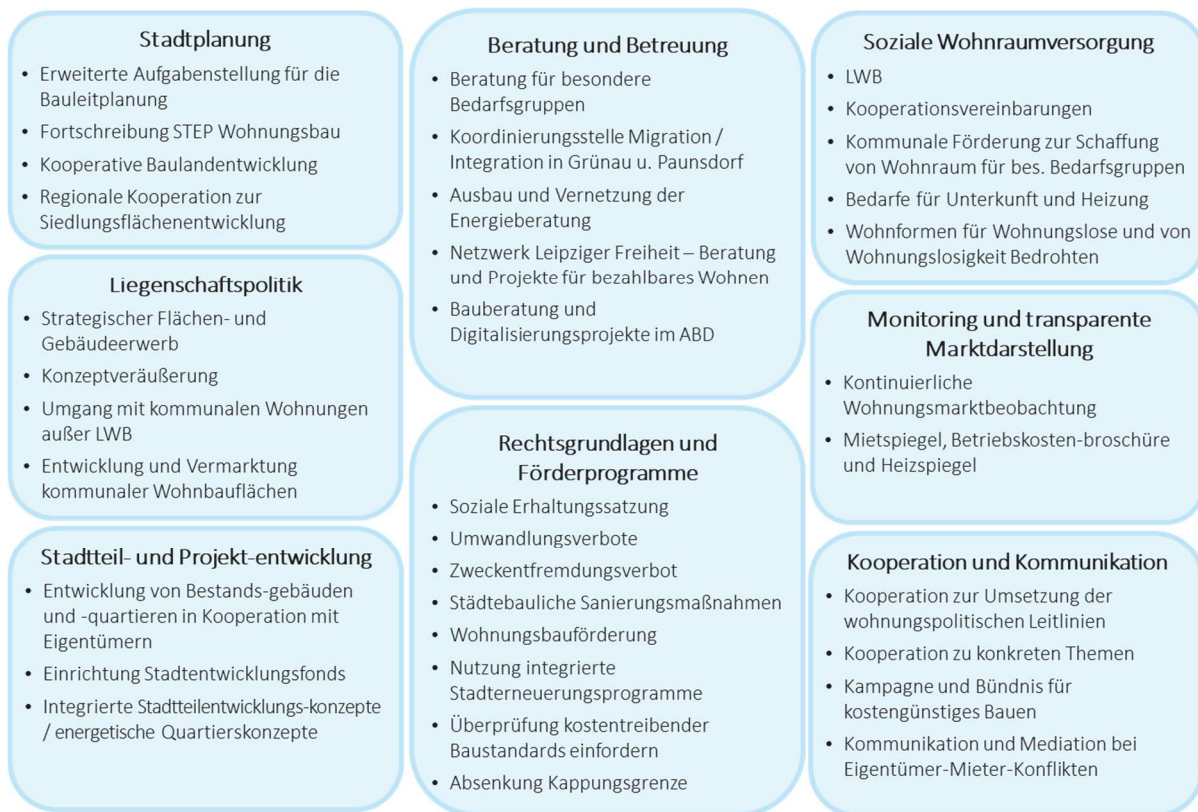 Stadtplanung
• Erweiterte Aufgabenstellung für die
Bauleitplanung
• Fortschreibung STEP Wohnungsbau
• Kooperative Baulandentwicklung
• Regionale Kooperation zur
Siedlungsflächenentwicklung
Liegenschaftspolitik
• Strategischer Flächen- und
Gebäudeerwerb
• Konzeptveräußerung
• Umgang mit kommunalen Wohnungen
außer LWB
• Entwicklung und Vermarktung
kommunaler Wohnbauflächen
Stadtteil- und Projekt-entwicklung
• Entwicklung von Bestands-gebäuden
und -quartieren in Kooperation mit
Eigentümern
• Einrichtung Stadtentwicklungsfonds
• Integrierte Stadtteilentwicklungs-konzepte
/ energetische Quartierskonzepte
Beratung und Betreuung
• Beratung für besondere
Bedarfsgruppen
• Koordinierungsstelle Migration /
Integration in Grünau u. Paunsdorf
• Ausbau und Vernetzung der
Energieberatung
• Netzwerk Leipziger Freiheit – Beratung
und Projekte für bezahlbares Wohnen
• Bauberatung und
Digitalisierungsprojekte im ABD
Rechtsgrundlagen und
Förderprogramme
• Soziale Erhaltungssatzung
• Umwandlungsverbote
• Zweckentfremdungsverbot
• Städtebauliche Sanierungsmaßnahmen
• Wohnungsbauförderung
• Nutzung integrierte
Stadterneuerungsprogramme
• Überprüfung kostentreibender
Baustandards einfordern
• Absenkung Kappungsgrenze
Soziale Wohnraumversorgung
• LWB
• Kooperationsvereinbarungen
• Kommunale Förderung zur Schaffung
von Wohnraum für bes. Bedarfsgruppen
• Bedarfe für Unterkunft und Heizung
• Wohnformen für Wohnungslose und von
Wohnungslosigkeit Bedrohten
Monitoring und transparente
Marktdarstellung
• Kontinuierliche
Wohnungsmarktbeobachtung
• Mietspiegel, Betriebskosten-broschüre
und Heizspiegel
Kooperation und Kommunikation
• Kooperation zur Umsetzung der
wohnungspolitischen Leitlinien
• Kooperation zu konkreten Themen
• Kampagne und Bündnis für
kostengünstiges Bauen
• Kommunikation und Mediation bei
Eigentümer-Mieter-Konflikten